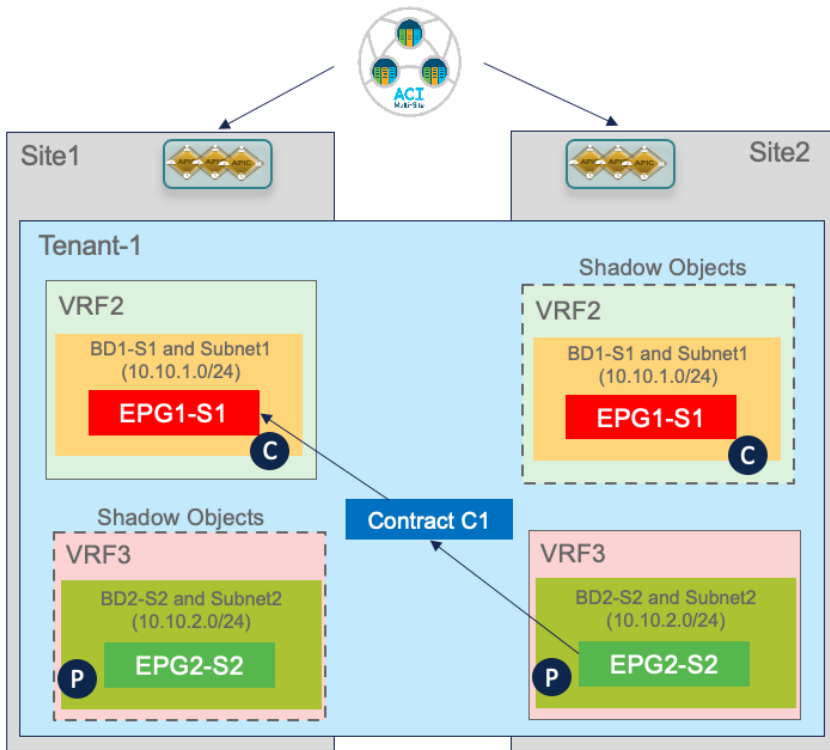 ACI
Multi-Site
Site1
APIC APIC APIC
APIC APIC APIC
Site2
Tenant-1
Shadow Objects
VRF2
BD1-S1 and Subnet1
(10.10.1.0/24)
EPG1-S1
C
VRF2
BD1-S1 and Subnet1
(10.10.1.0/24)
EPG1-S1
C
Contract C1
Shadow Objects
VRF3
BD2-S2 and Subnet2
(10.10.2.0/24)
EPG2-S2
P
VRF3
BD2-S2 and Subnet2
(10.10.2.0/24)
EPG2-S2
P